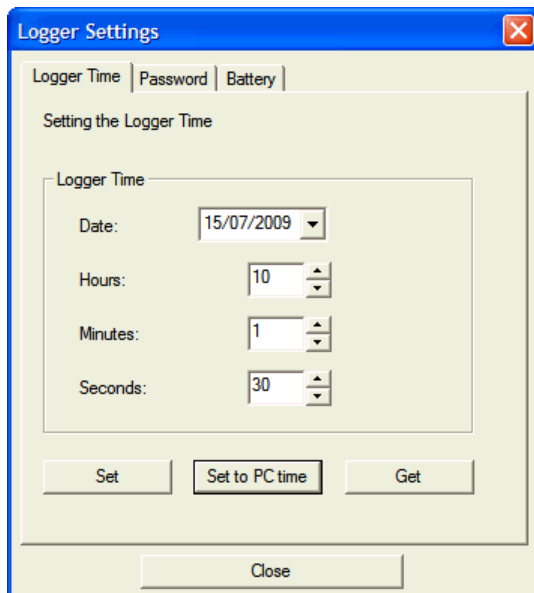 Logger Settings
Logger Time Password Battery
Setting the Logger Time
Logger Time
Date: 15/07/2009
Hours: 10
Minutes: 1
Seconds: 30
Set Set to PC time Get
Close